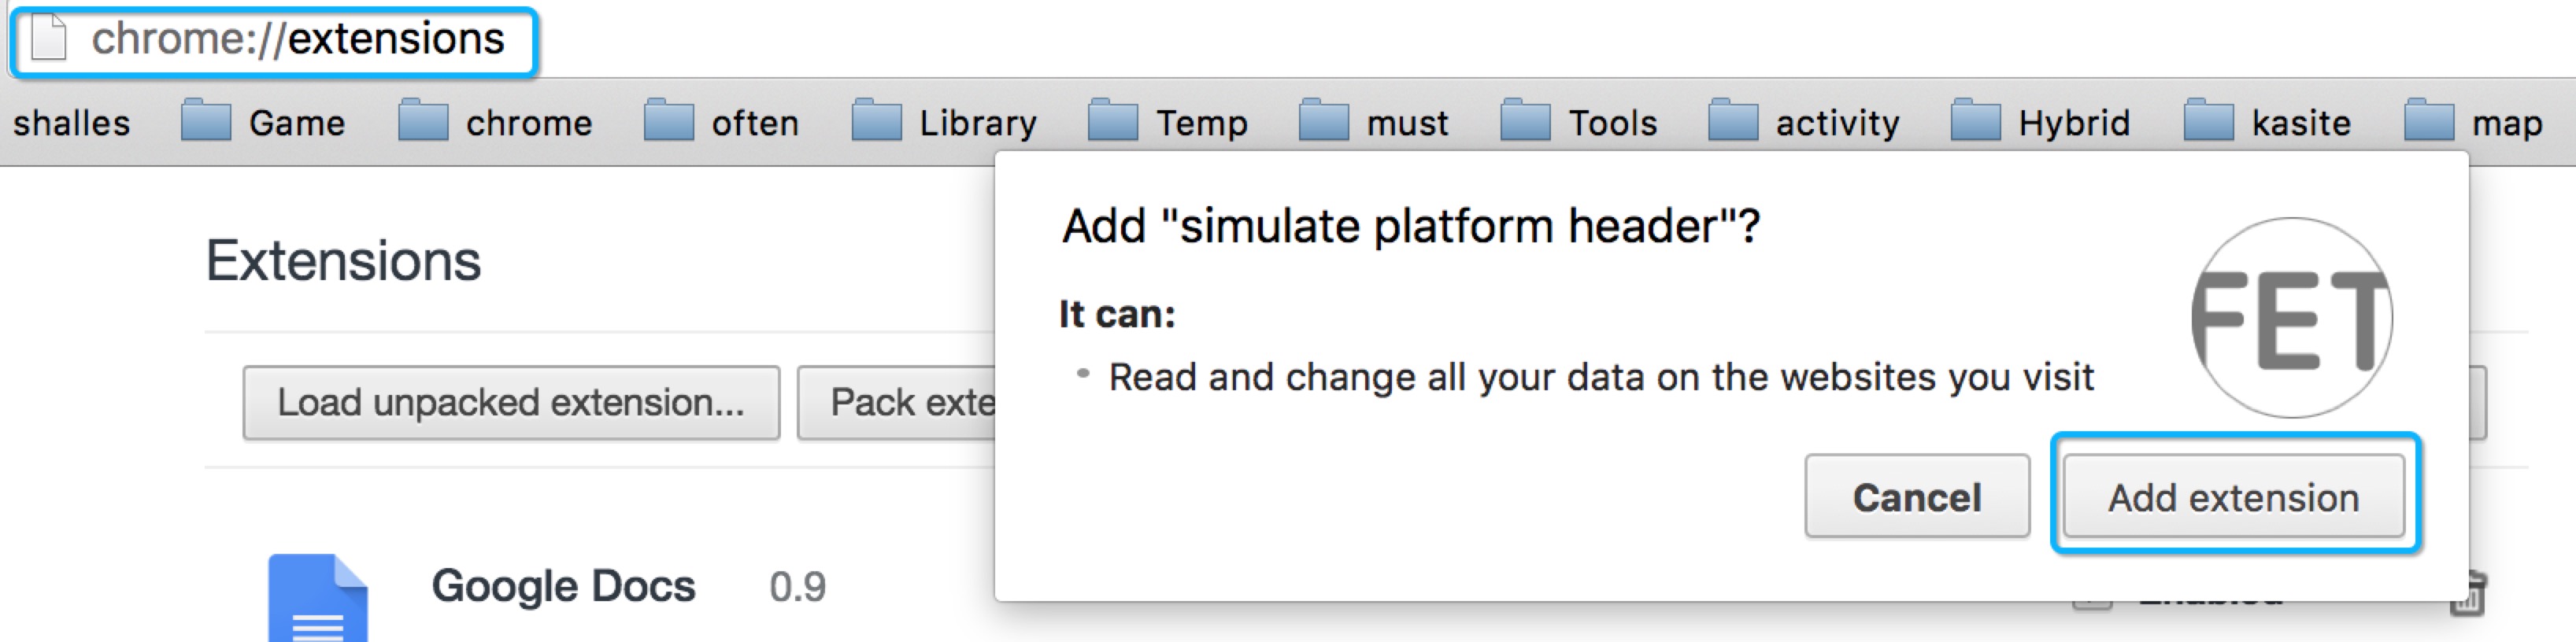 chrome://extensions
shalles Game chrome often Library Temp must Tools activity Hybrid kasite map
Extensions
Add "simulate platform header"?
It can:
Read and change all your data on the websites you visit
FET
Load unpacked extension... Pack exte
Cancel Add extension
Google Docs 0.9